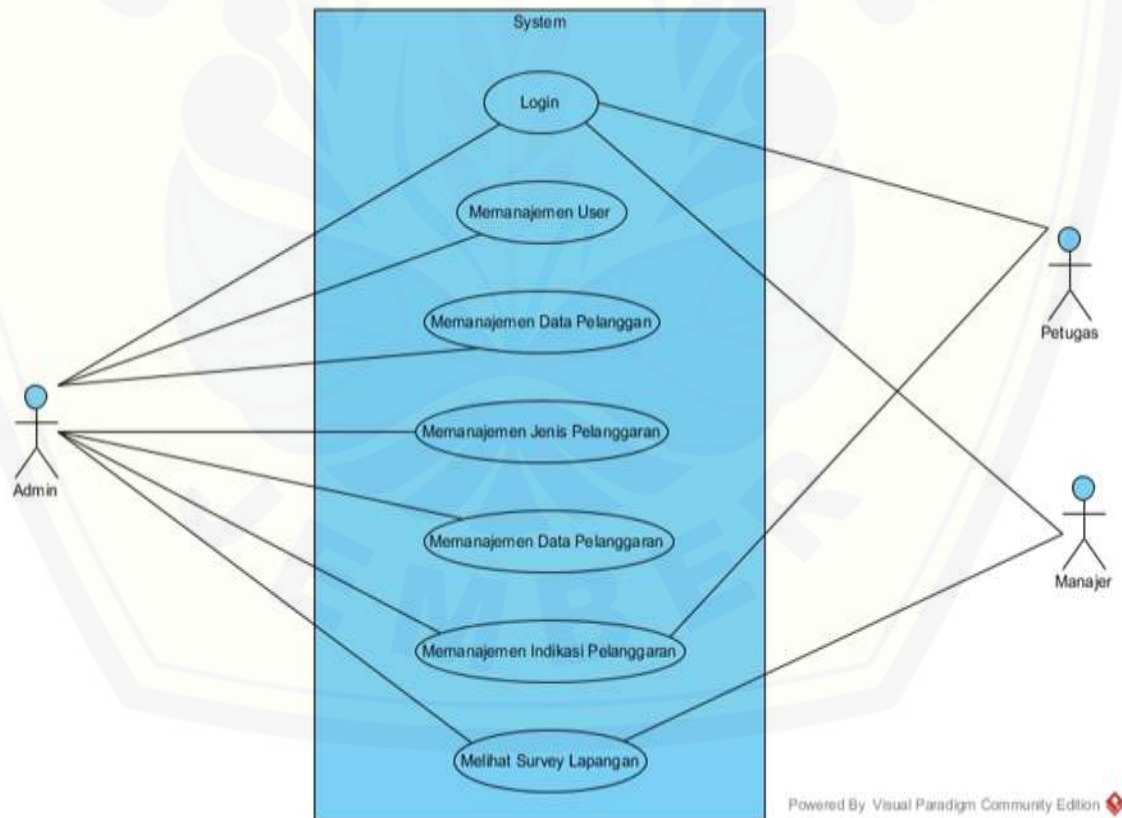 System
Login
Memanajemen User
Memanajemen Data Pelanggan
Memanajemen Jenis Pelanggaran
Memanajemen Data Pelanggaran
Memanajemen Indikasi Pelanggaran
Melihat Survey Lapangan
Admin
Petugas
Manajer
Powered By Visual Paradigm Community Edition
JEMBER